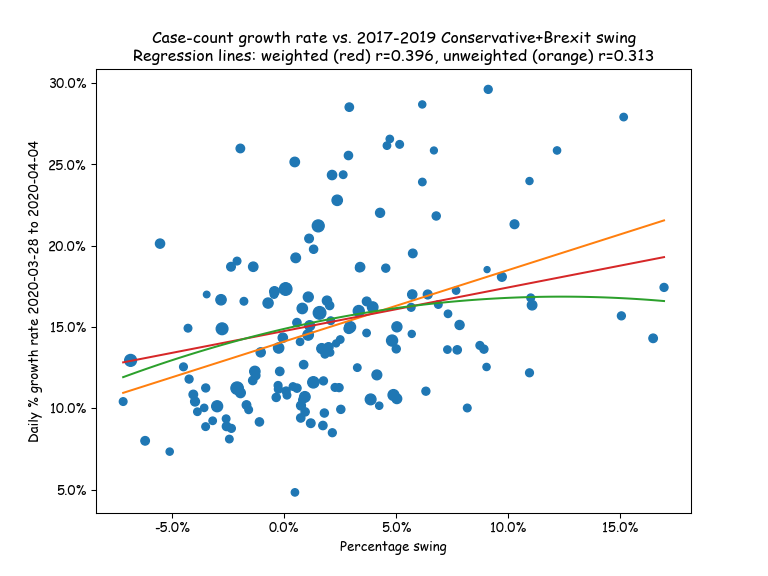 Case-count growth rate vs. 2017-2019 Conservative+Brexit swing
Regression lines: weighted (red) r=0.396, unweighted (orange) r=0.313
30.0%
25.0%
20.0%
15.0%
10.0%
5.0%
Daily % growth rate 2020-03-28 to 2020-04-04
-5.0%
0.0%
5.0%
10.0%
15.0%
Percentage swing